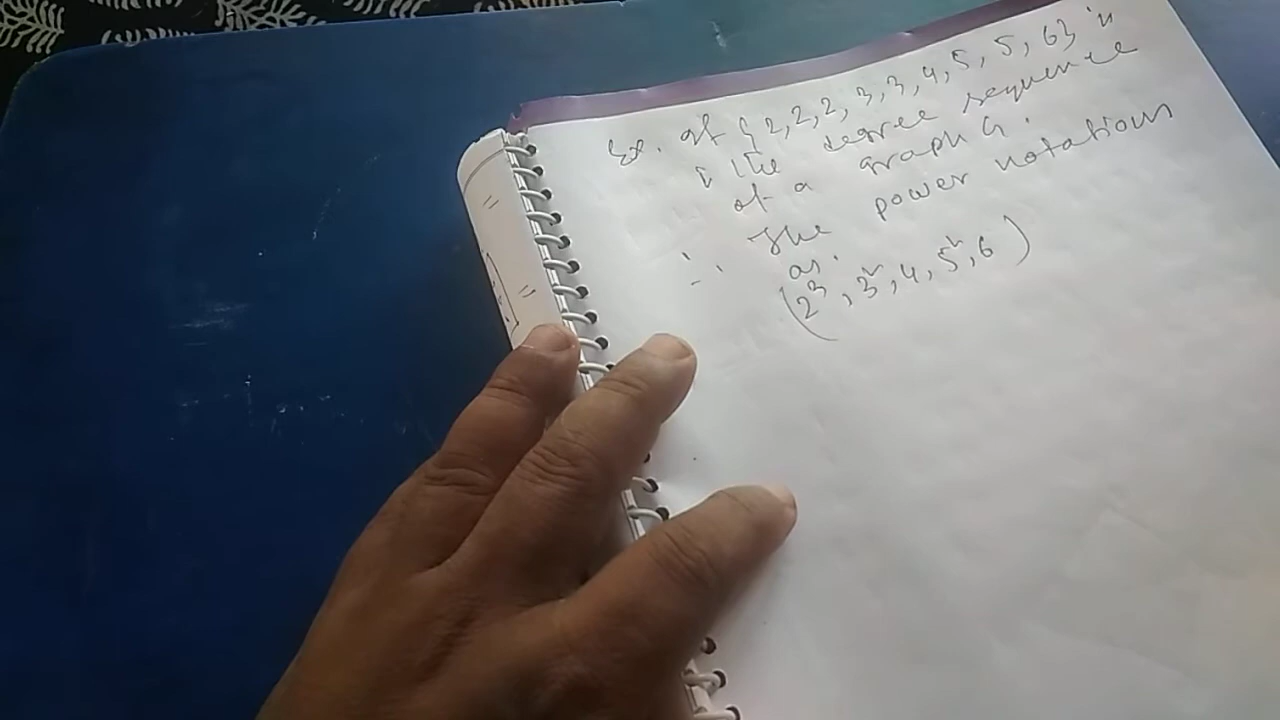 Ex. If {2,2,2,3,3,4,5,5,6} is
the degree sequence
of a graph G.
∴ The power notations
as.
(2³, 3², 4, 5², 6)